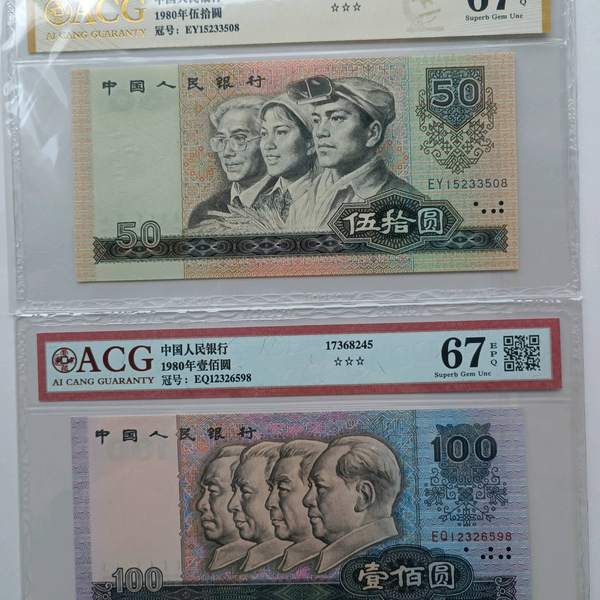 ACG
AI CANG GUARANTY
1980年伍拾圆
冠号：EY15233508
☆☆☆
67
Superb Gem Unc
中国人民银行
50
EY15233508
伍拾圆
50
ACG
AI CANG GUARANTY
中国人民银行
1980年壹佰圆
冠号：EQ12326598
17368245
☆☆☆
67 EPQ
Superb Gem Unc
中国人民银行
100
EQ12326598
壹佰圆
100